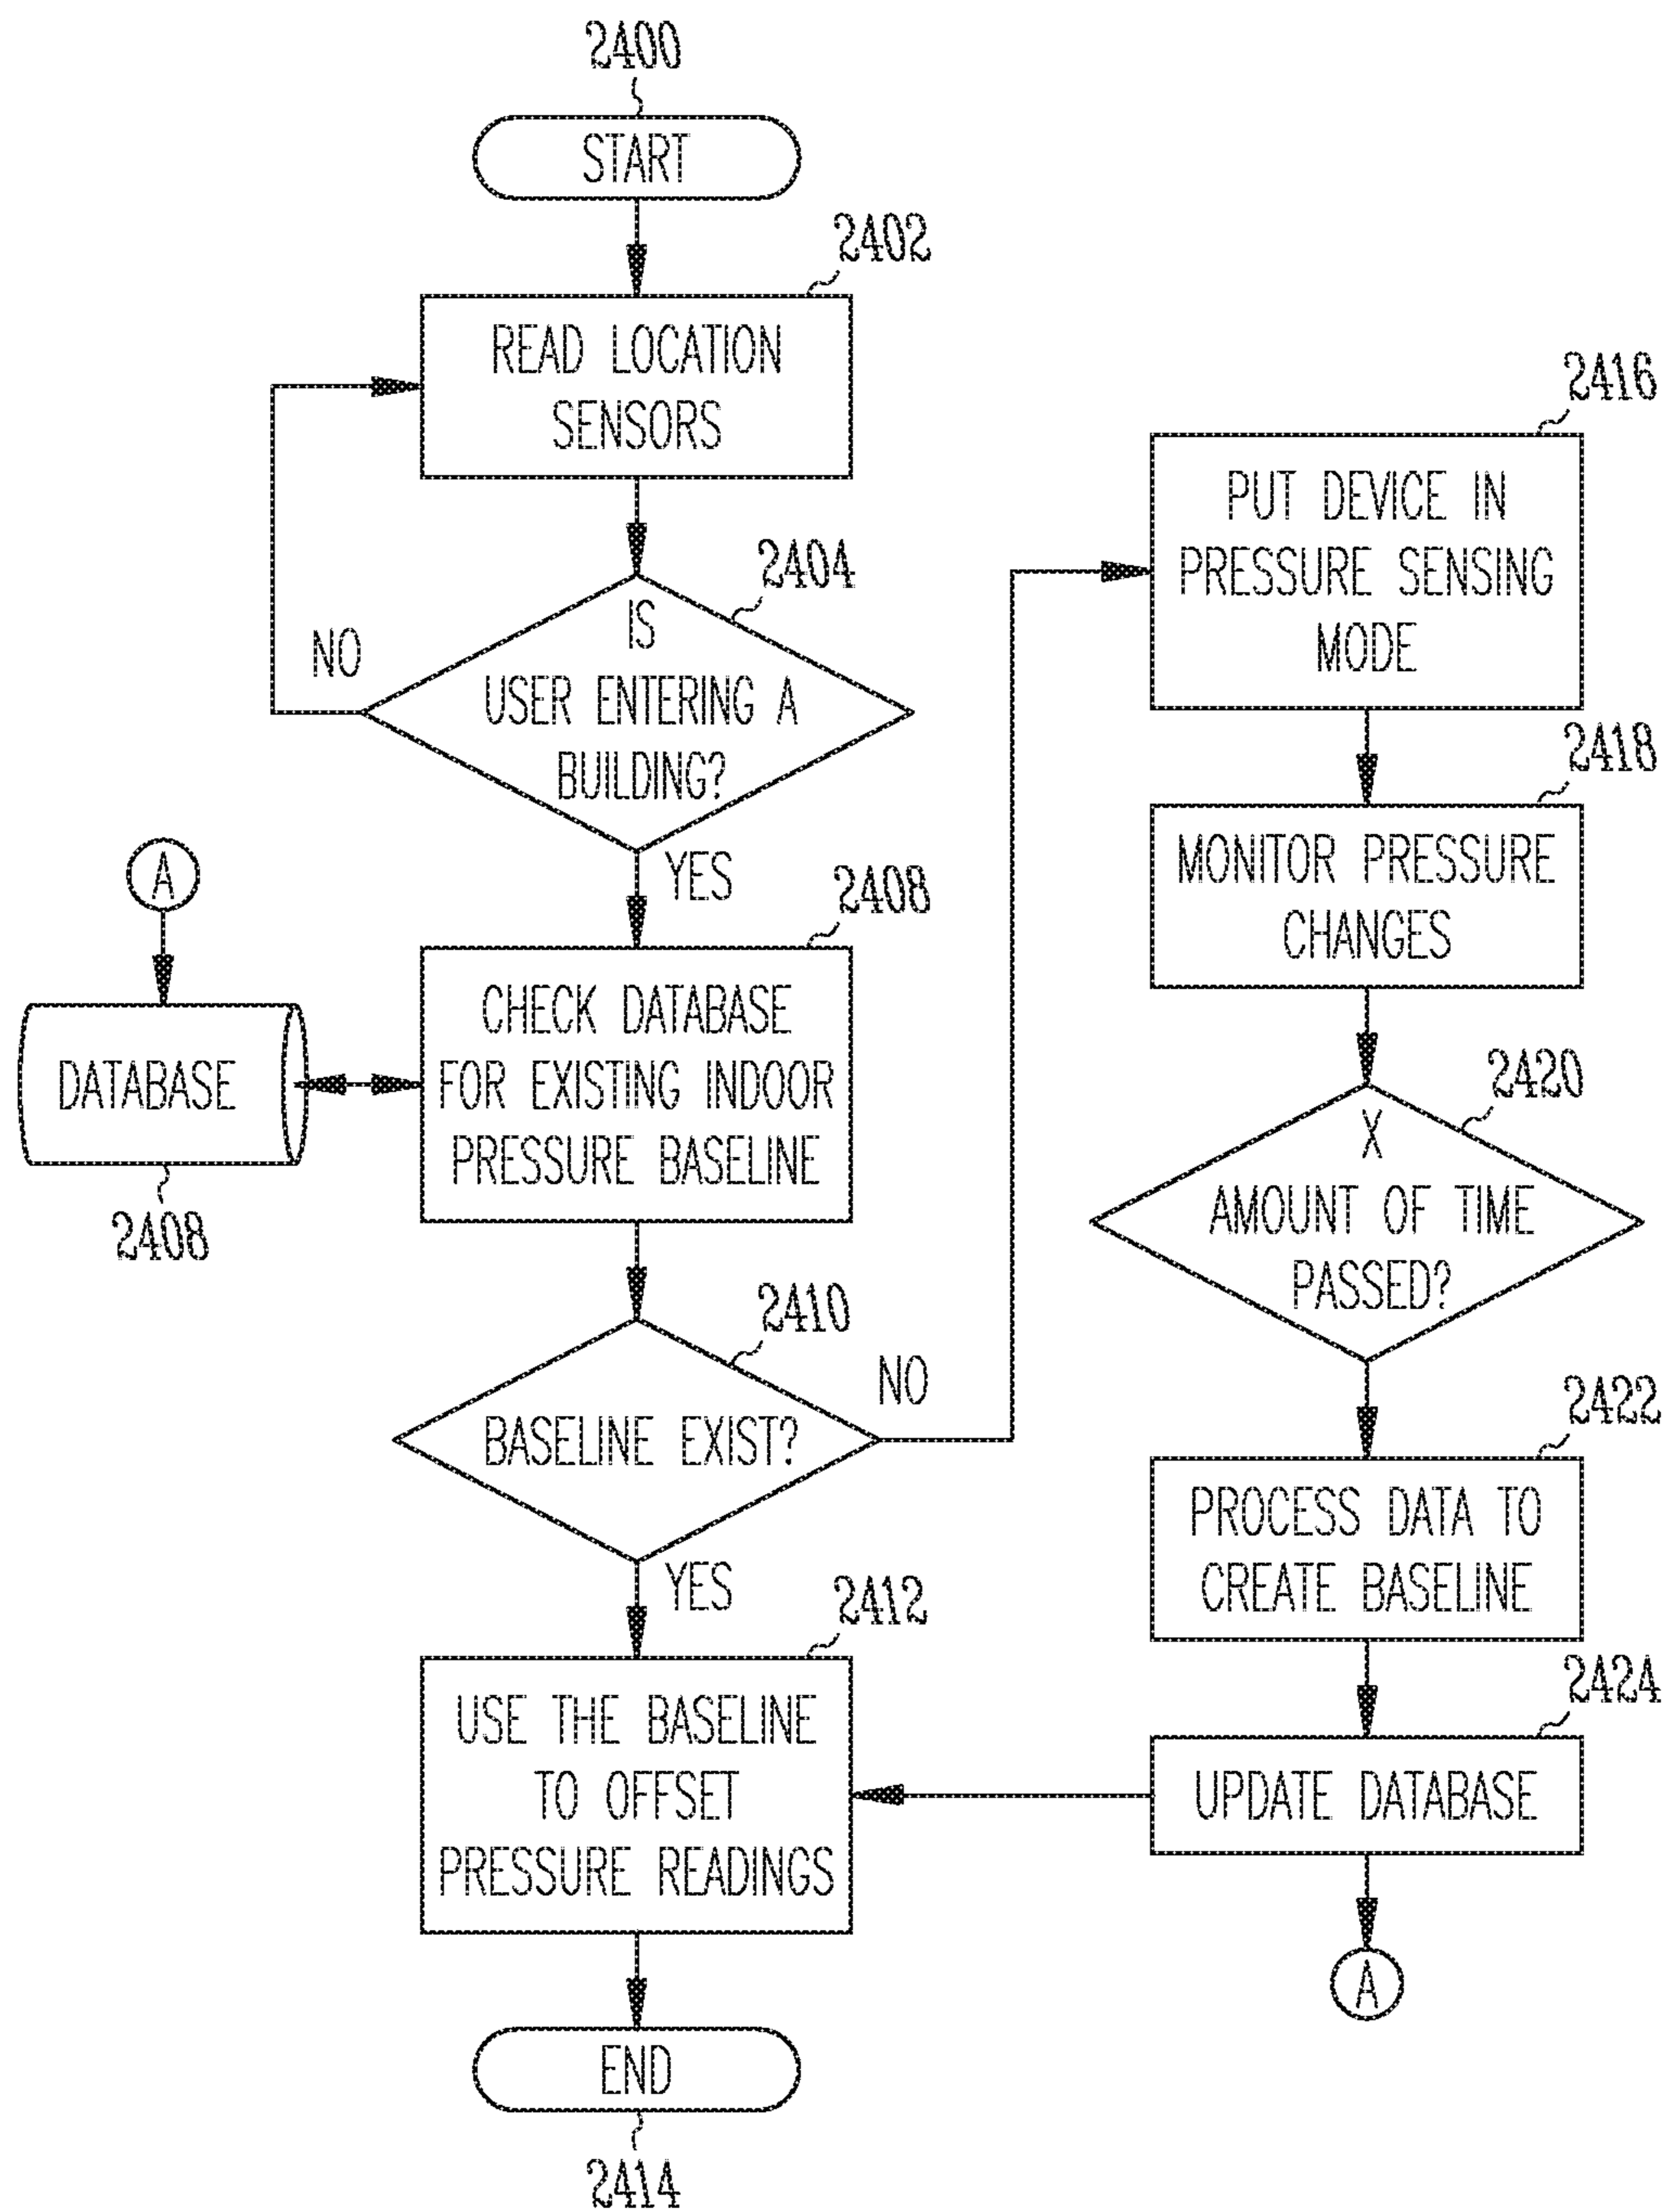 2400
START
2402
READ LOCATION
SENSORS
2404
IS
USER ENTERING A
BUILDING?
NO
YES
A
DATABASE
2408
2408
CHECK DATABASE
FOR EXISTING INDOOR
PRESSURE BASELINE
2410
BASELINE EXIST?
NO
YES
2412
USE THE BASELINE
TO OFFSET
PRESSURE READINGS
END
2414
2416
PUT DEVICE IN
PRESSURE SENSING
MODE
2418
MONITOR PRESSURE
CHANGES
2420
X
AMOUNT OF TIME
PASSED?
2422
PROCESS DATA TO
CREATE BASELINE
2424
UPDATE DATABASE
A